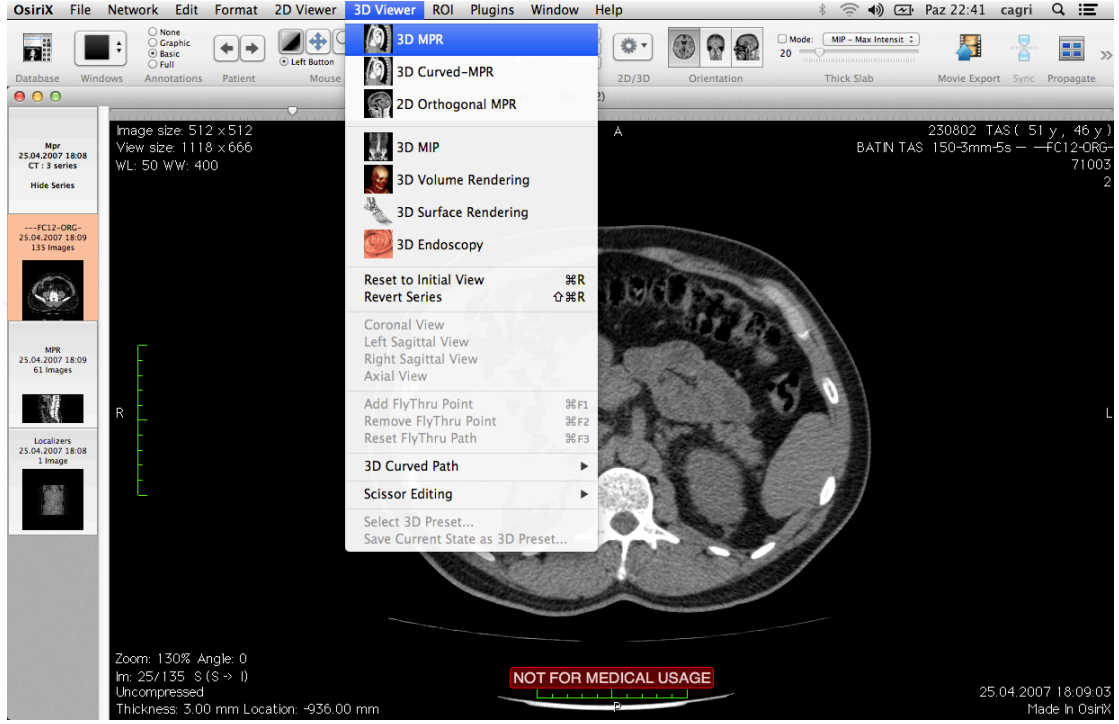 OsiriX File Network Edit Format 2D Viewer 3D Viewer ROI Plugins Window Help Paz 22:41 cagri
None
Graphic
Basic
Full
Left Button
Mode: MIP - Max Intensit
20
Database Windows Annotations Patient Mouse 2D/3D Orientation Thick Slab Movie Export Sync Propagate
3D MPR
3D Curved-MPR
2D Orthogonal MPR
3D MIP
3D Volume Rendering
3D Surface Rendering
3D Endoscopy
Reset to Initial View ⌘R
Revert Series ⇧⌘R
Coronal View
Left Sagittal View
Right Sagittal View
Axial View
Add FlyThru Point ⌘F1
Remove FlyThru Point ⌘F2
Reset FlyThru Path ⌘F3
3D Curved Path
Scissor Editing
Select 3D Preset...
Save Current State as 3D Preset...
Mpr
25.04.2007 18:08
CT : 3 series
Hide Series
---FC12-ORG-
25.04.2007 18:09
135 Images
MPR
25.04.2007 18:09
61 Images
Localizers
25.04.2007 18:08
1 Image
2)
Image size: 512 x 512
View size: 1118 x 666
WL: 50 WW: 400
A
230802 TAS ( 51 y, 46 y)
BATIN TAS 150-3mm-5s - --FC12-ORG-
71003
2
R
L
Zoom: 130% Angle: 0
Im: 25/135 S (S -> I)
Uncompressed
Thickness: 3.00 mm Location: -936.00 mm
NOT FOR MEDICAL USAGE
P
25.04.2007 18:09:03
Made In OsiriX